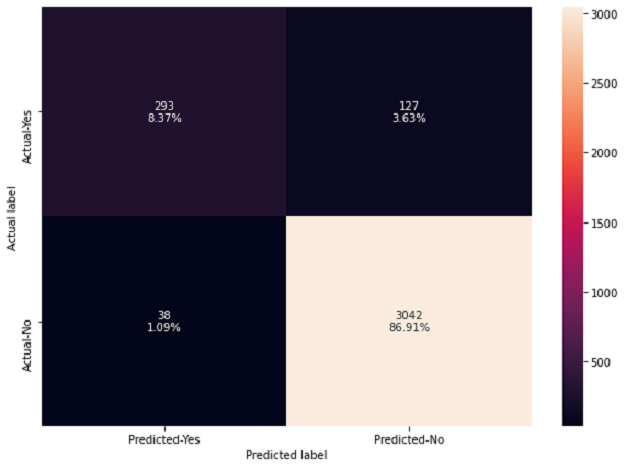 3000
2500
2000
1500
1000
500
Actual-Yes
Actual-No
Actual label
293
8.37%
127
3.63%
38
1.09%
3042
86.91%
Predicted-Yes
Predicted-No
Predicted label